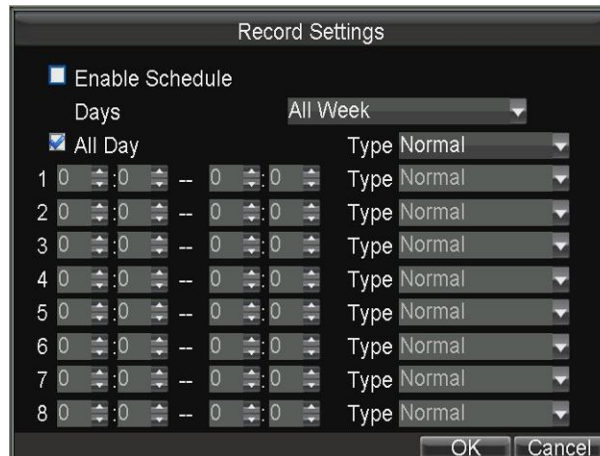 Record Settings
Enable Schedule
Days All Week
All Day Type Normal
1 0 :0 -- 0 :0 Type Normal
2 0 :0 -- 0 :0 Type Normal
3 0 :0 -- 0 :0 Type Normal
4 0 :0 -- 0 :0 Type Normal
5 0 :0 -- 0 :0 Type Normal
6 0 :0 -- 0 :0 Type Normal
7 0 :0 -- 0 :0 Type Normal
8 0 :0 -- 0 :0 Type Normal
OK Cancel